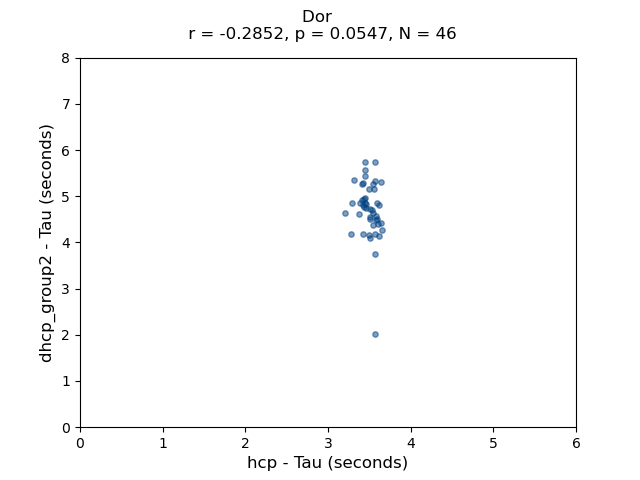 Dor
r = -0.2852, p = 0.0547, N = 46
8
7
6
5
4
3
2
1
0
dhcp_group2 - Tau (seconds)
0 1 2 3 4 5 6
hcp - Tau (seconds)